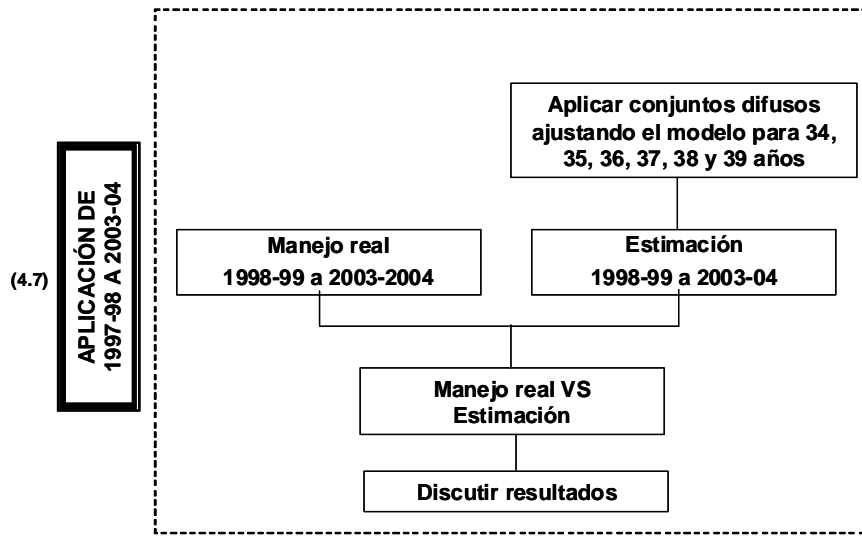 (4.7)
APLICACIÓN DE
1997-98 A 2003-04
Aplicar conjuntos difusos
ajustando el modelo para 34,
35, 36, 37, 38 y 39 años
Manejo real
1998-99 a 2003-2004
Estimación
1998-99 a 2003-04
Manejo real VS
Estimación
Discutir resultados